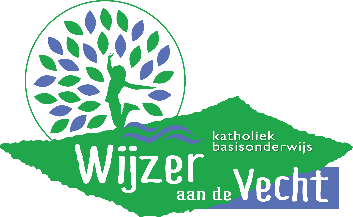 katholiek
basisonderwijs
Wijzer
aan de Vecht